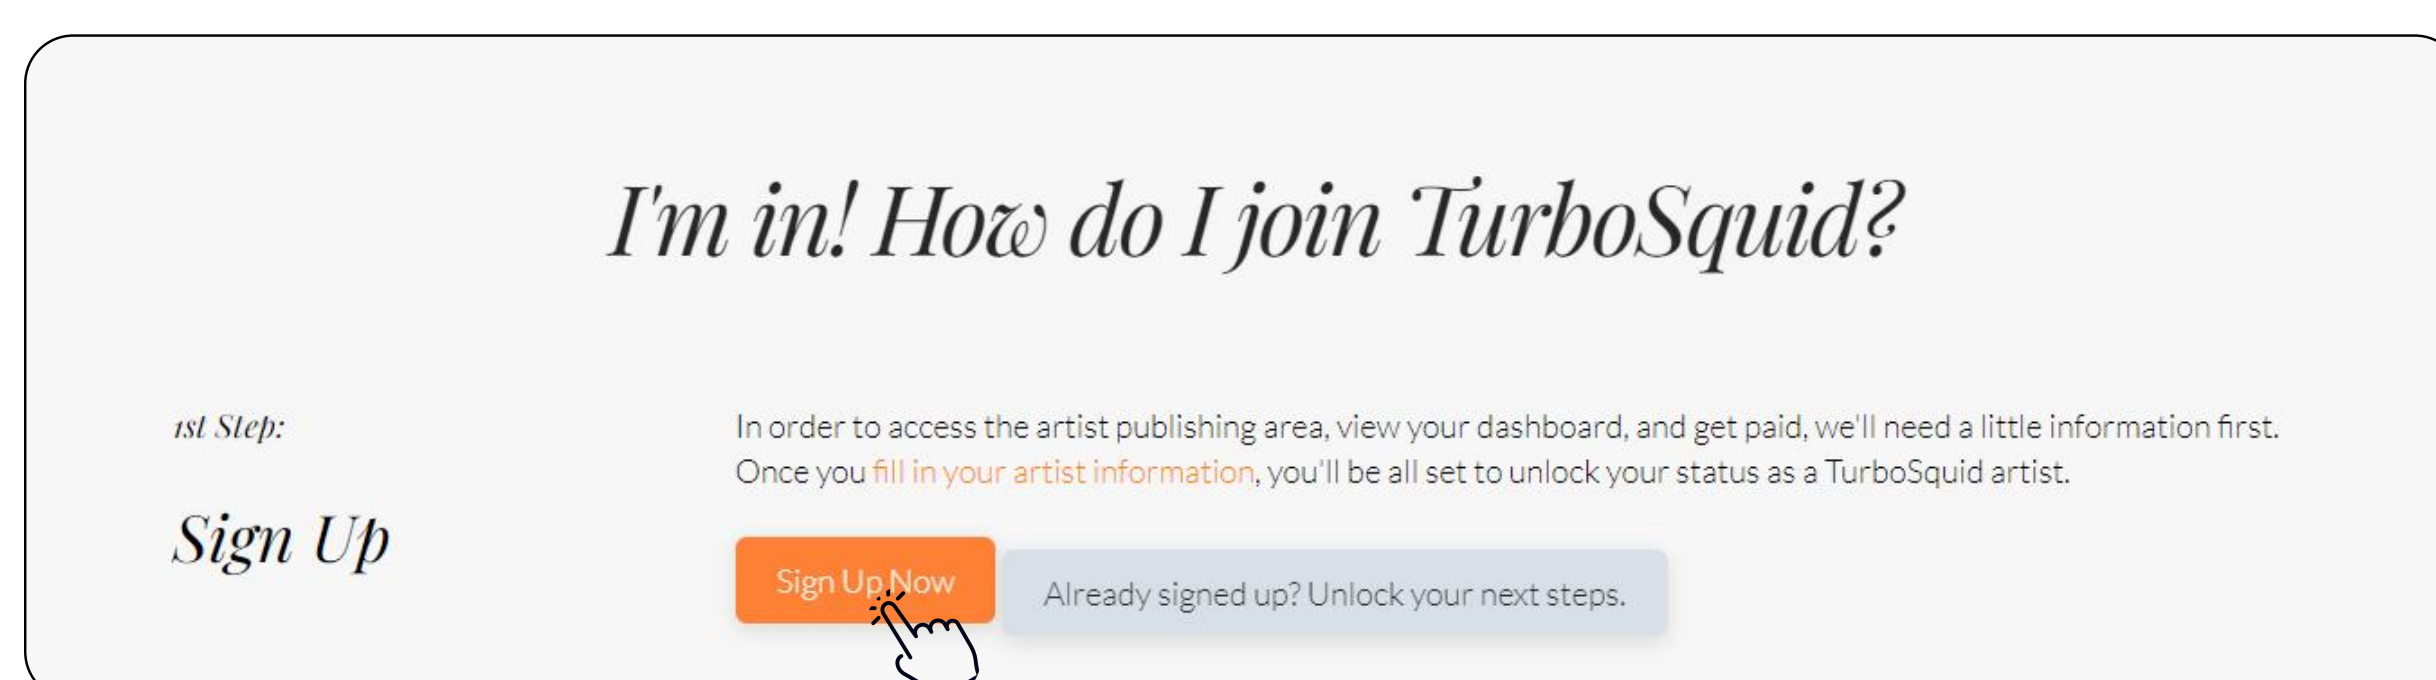 I'm in! How do I join TurboSquid?
1st Step:
Sign Up
In order to access the artist publishing area, view your dashboard, and get paid, we'll need a little information first.
Once you fill in your artist information, you'll be all set to unlock your status as a TurboSquid artist.
Sign Up Now
Already signed up? Unlock your next steps.